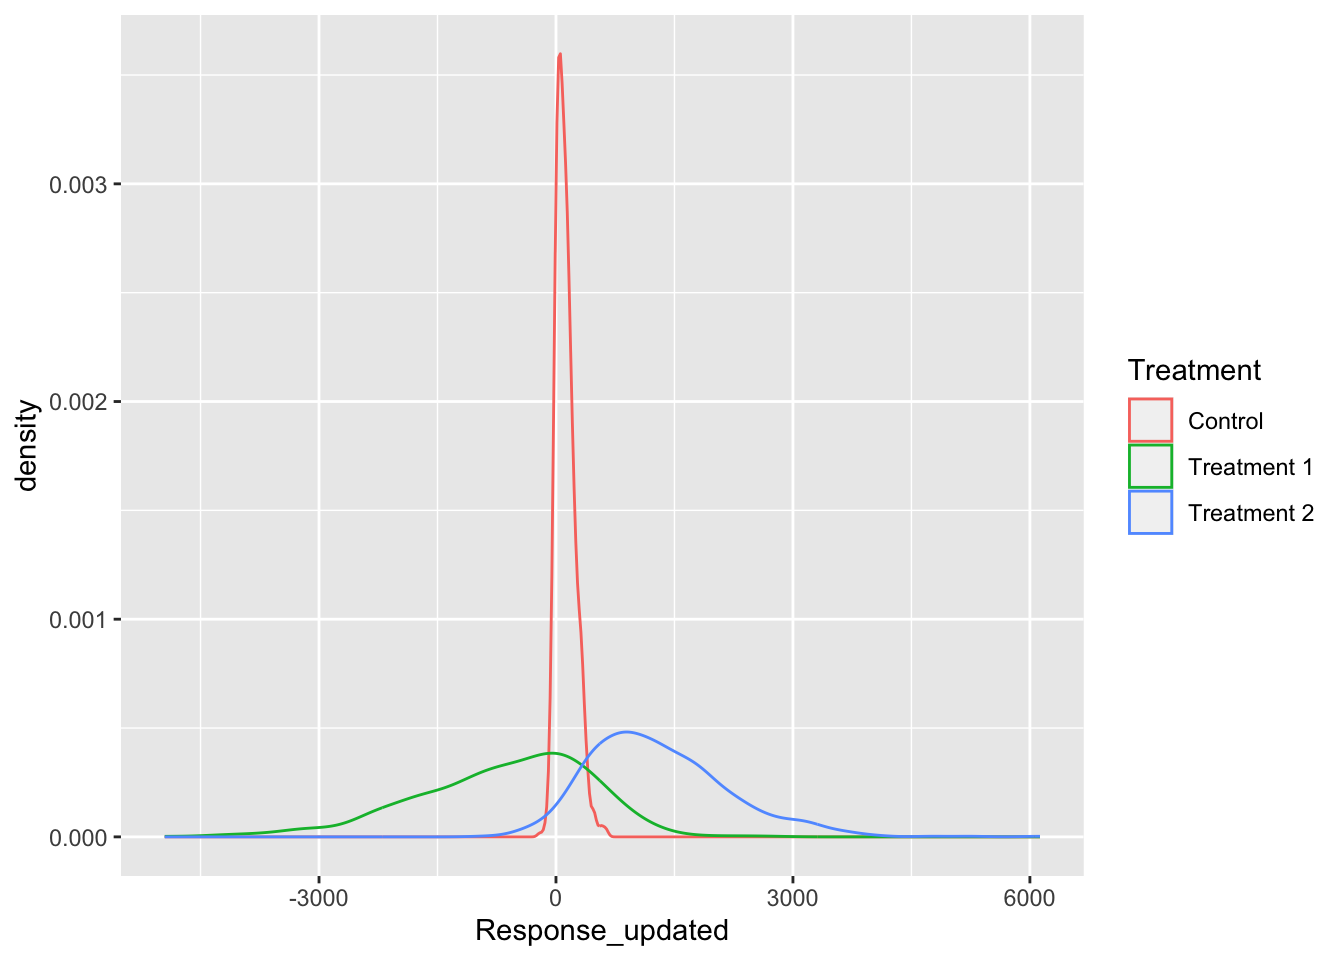 0.003
0.002
0.001
0.000
density
-3000 0 3000 6000
Response_updated
Treatment
Control
Treatment 1
Treatment 2